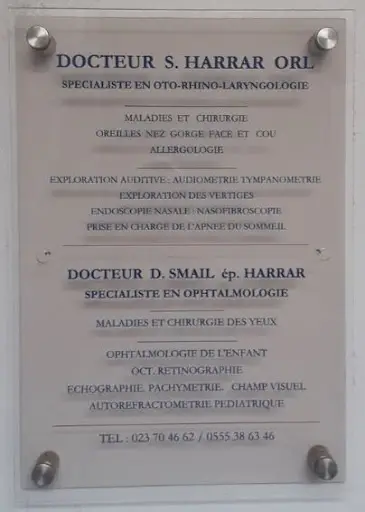 DOCTEUR S. HARRAR ORL
SPECIALISTE EN OTO-RHINO-LARYNGOLOGIE
MALADIES ET CHIRURGIE
OREILLES NEZ GORGE FACE ET COU
ALLERGOLOGIE
EXPLORATION AUDITIVE : AUDIOMETRIE TYMPANOMETRIE
EXPLORATION DES VERTIGES
ENDOSCOPIE NASALE : NASOFIBROSCOPIE
PRISE EN CHARGE DE L'APNEE DU SOMMEIL
DOCTEUR D. SMAIL ép. HARRAR
SPECIALISTE EN OPHTALMOLOGIE
MALADIES ET CHIRURGIE DES YEUX
OPHTALMOLOGIE DE L'ENFANT
OCT. RETINOGRAPHIE
ECHOGRAPHIE. PACHYMETRIE. CHAMP VISUEL
AUTOREFRACTOMETRIE PEDIATRIQUE
TEL : 023 70 46 62 / 0555 38 63 46